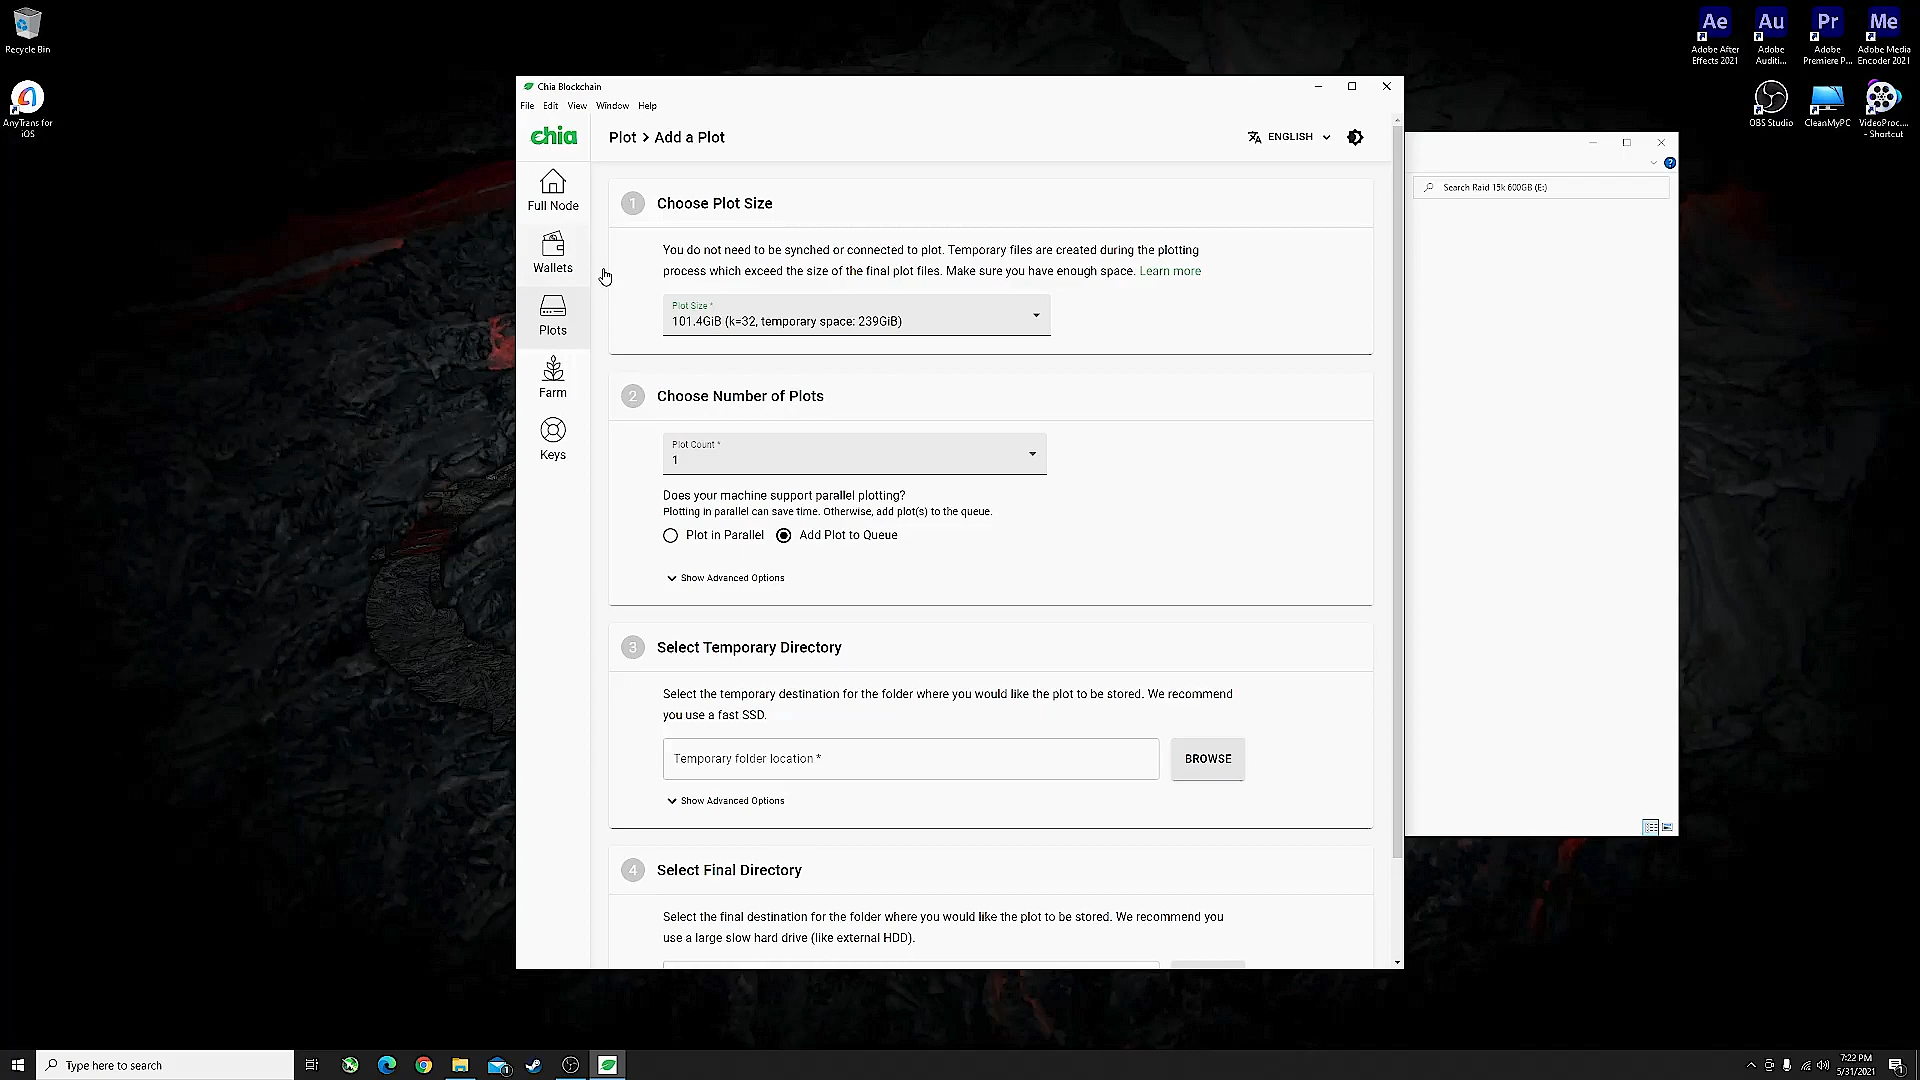 Recycle Bin
AnyTrans for
iOS
Ae
Adobe After
Effects 2021
Au
Adobe
Auditi...
Pr
Adobe
Premiere P...
Me
Adobe Media
Encoder 2021
OBS Studio
CleanMyPC
VideoProc....
- Shortcut
Chia Blockchain
File Edit View Window Help
chia
Plot > Add a Plot
ENGLISH
Full Node
Wallets
Plots
Farm
Keys
1 Choose Plot Size
You do not need to be synched or connected to plot. Temporary files are created during the plotting
process which exceed the size of the final plot files. Make sure you have enough space. Learn more
Plot Size *
101.4GiB (k=32, temporary space: 239GiB)
2 Choose Number of Plots
Plot Count *
1
Does your machine support parallel plotting?
Plotting in parallel can save time. Otherwise, add plot(s) to the queue.
Plot in Parallel Add Plot to Queue
Show Advanced Options
3 Select Temporary Directory
Select the temporary destination for the folder where you would like the plot to be stored. We recommend
you use a fast SSD.
Temporary folder location *
BROWSE
Show Advanced Options
4 Select Final Directory
Select the final destination for the folder where you would like the plot to be stored. We recommend you
use a large slow hard drive (like external HDD).
Search Raid 15k 600GB (E:)
Type here to search
7:22 PM
5/31/2021